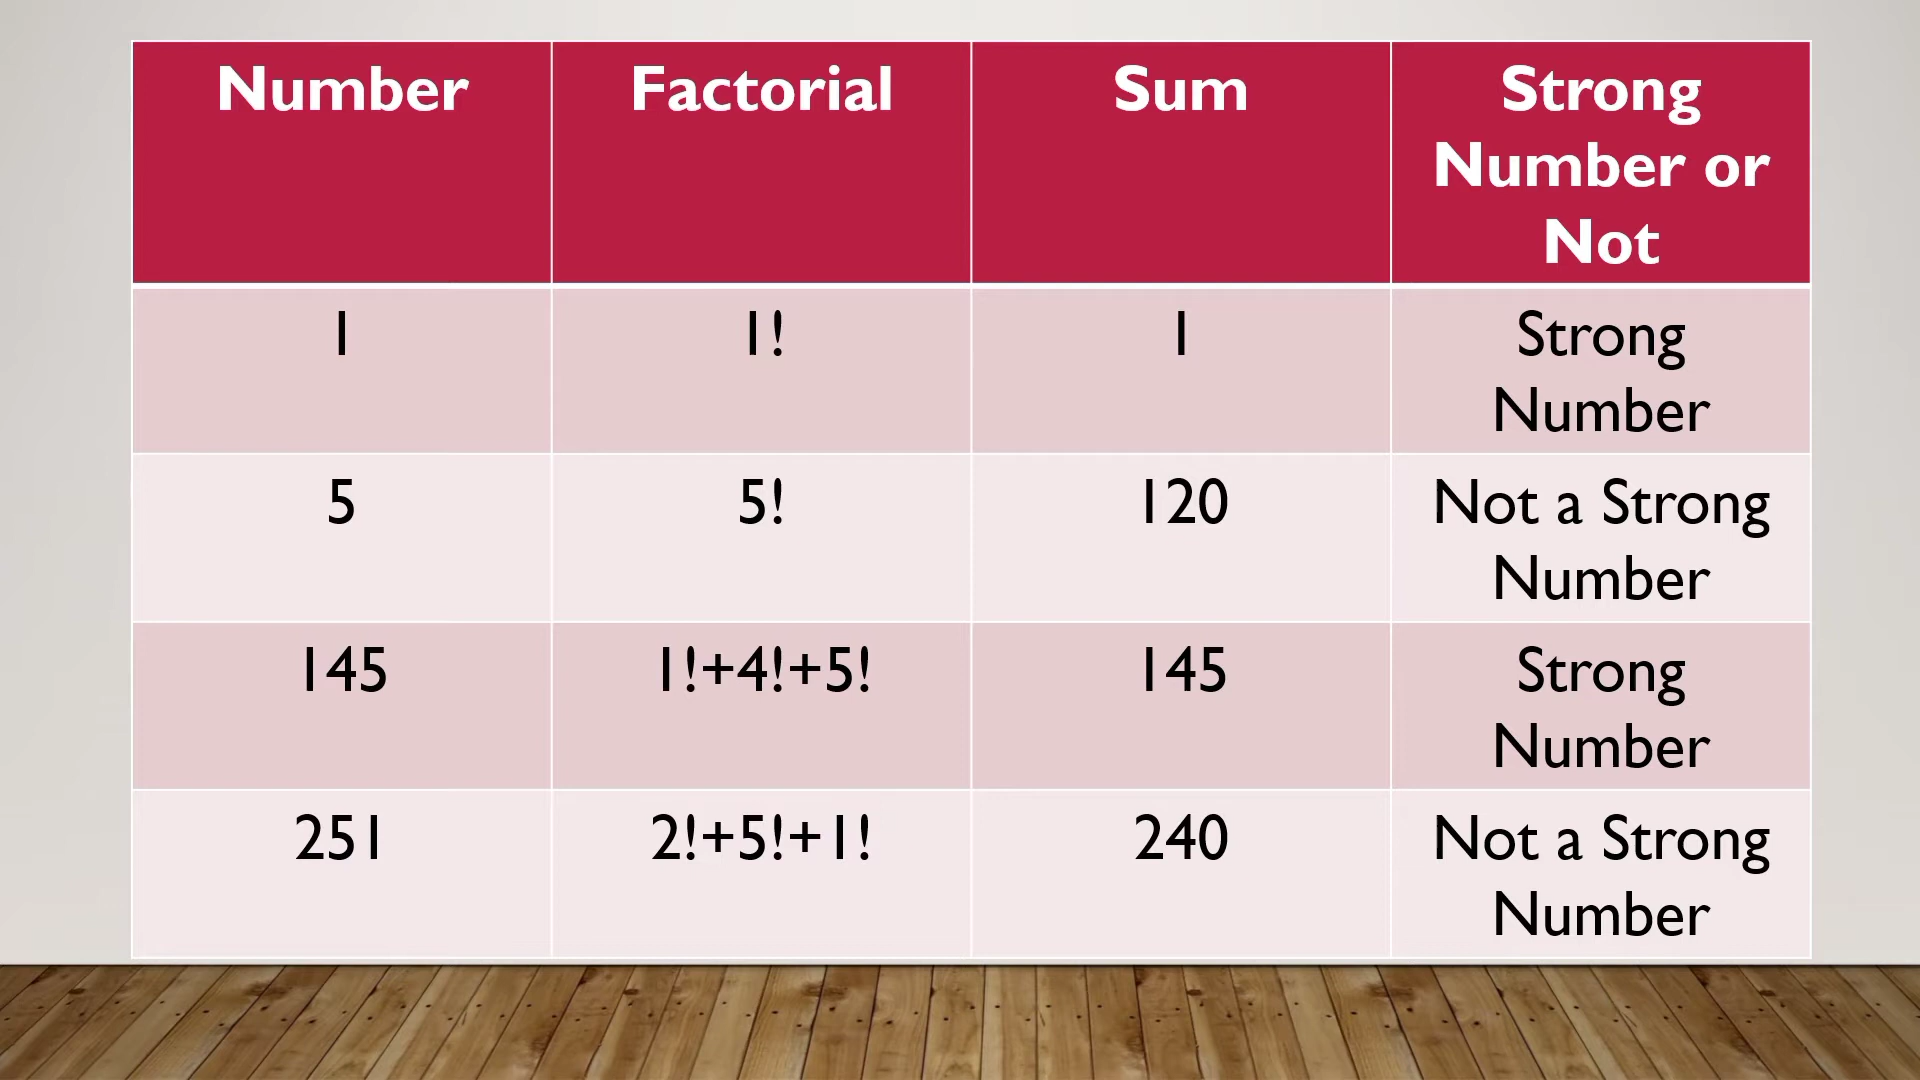 Number Factorial Sum Strong
Number or
Not
1 1! 1 Strong
Number
5 5! 120 Not a Strong
Number
145 1!+4!+5! 145 Strong
Number
251 2!+5!+1! 240 Not a Strong
Number